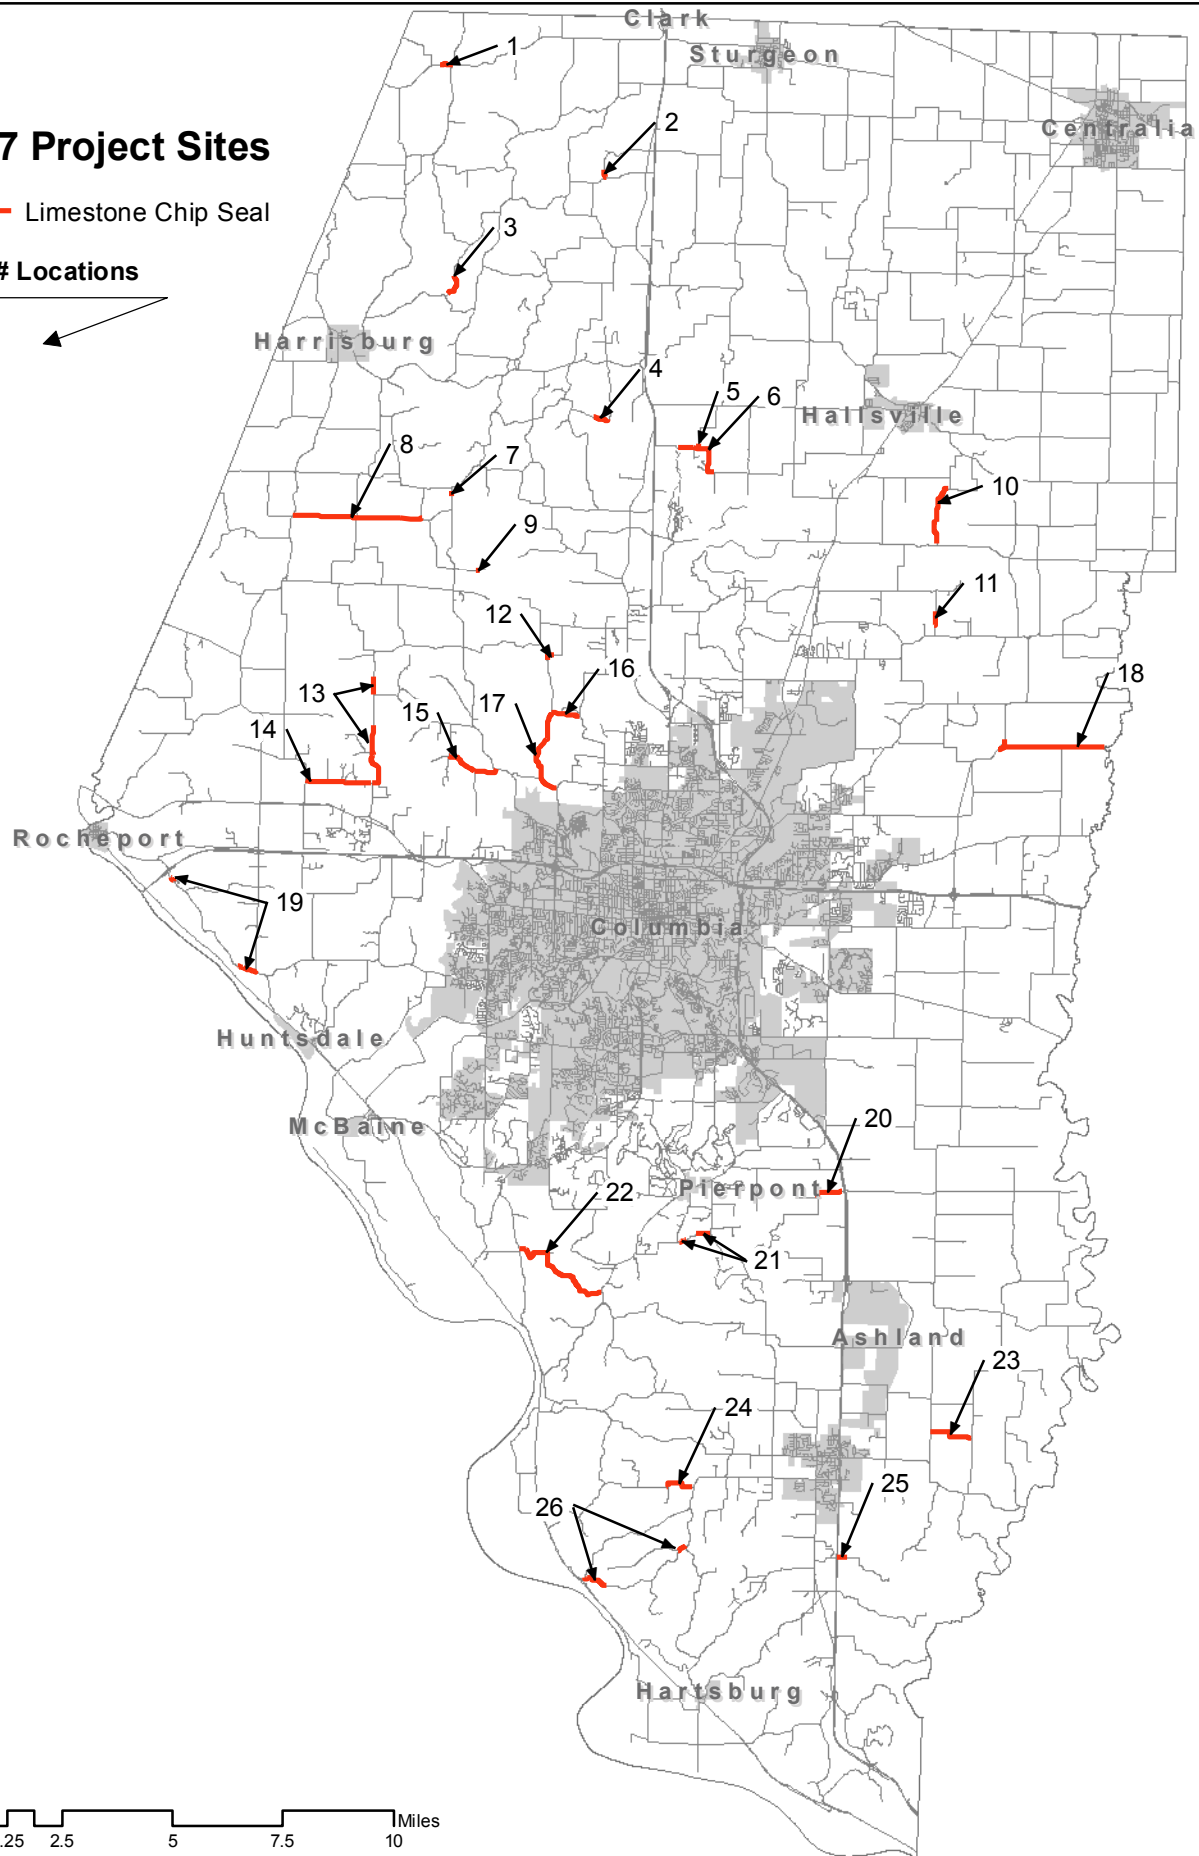 Clark
Sturgeon
1
Centralia
2
7 Project Sites
Limestone Chip Seal
3
# Locations
Harrisburg
4
5
6
Hallsville
8
7
10
9
11
12
16
18
13
17
15
14
Rocheport
19
Columbia
Huntsdale
McBaine
20
Pierpont
22
21
Ashland
23
24
25
26
Hartsburg
Miles
.25 2.5 5 7.5 10